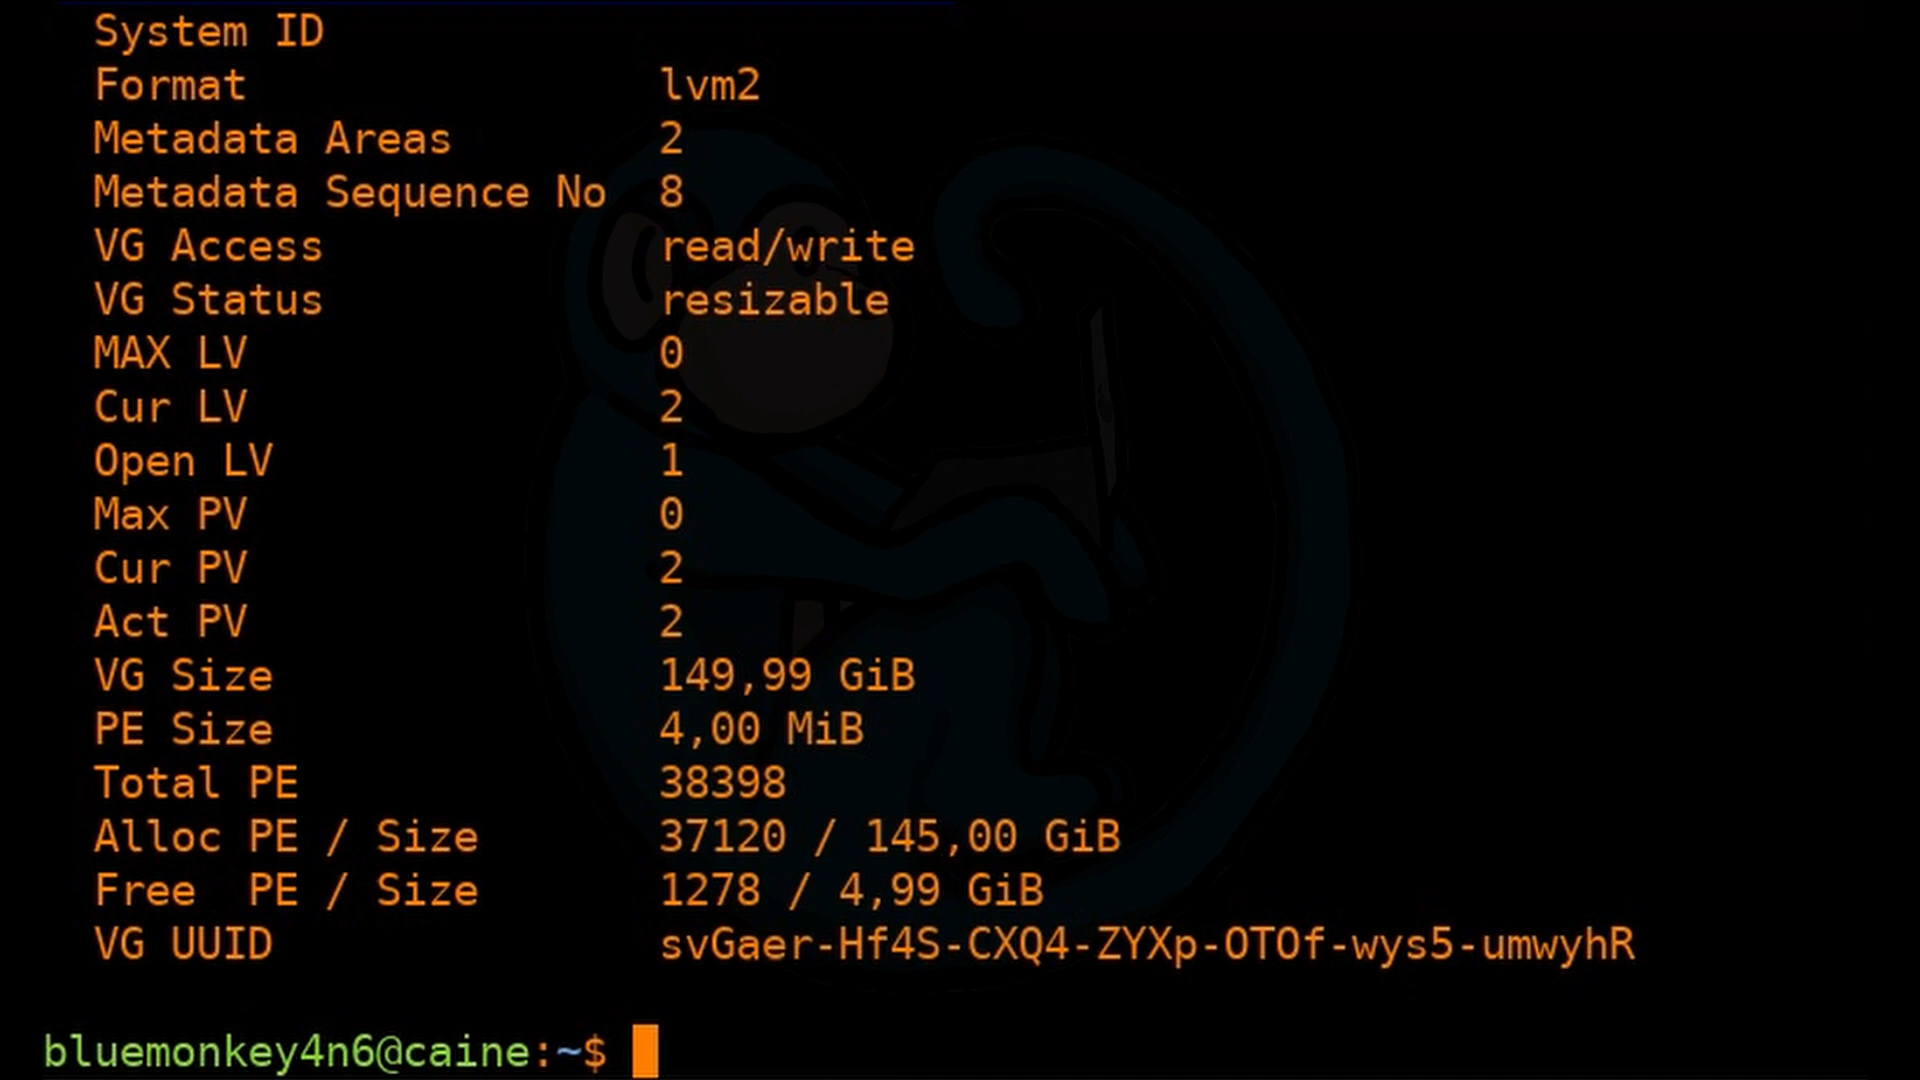 System ID
Format lvm2
Metadata Areas 2
Metadata Sequence No 8
VG Access read/write
VG Status resizable
MAX LV 0
Cur LV 2
Open LV 1
Max PV 0
Cur PV 2
Act PV 2
VG Size 149,99 GiB
PE Size 4,00 MiB
Total PE 38398
Alloc PE / Size 37120 / 145,00 GiB
Free  PE / Size 1278 / 4,99 GiB
VG UUID svGaer-Hf4S-CXQ4-ZYXp-OTOf-wys5-umwyhR
bluemonkey4n6@caine:~$